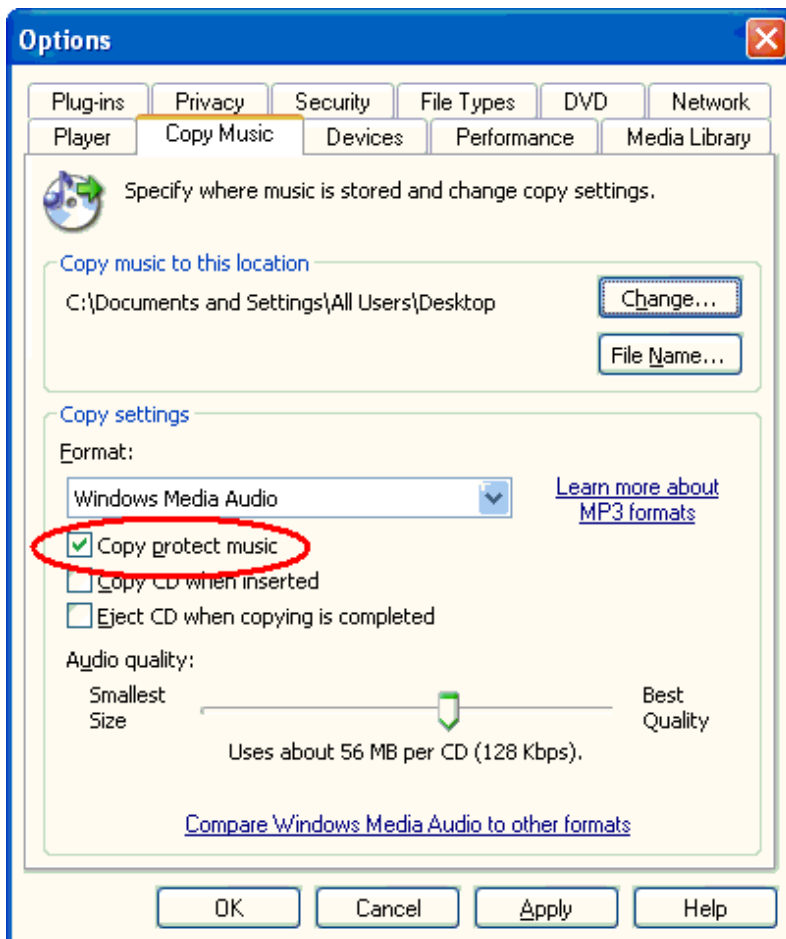 Options
Plug-ins Privacy Security File Types DVD Network
Player Copy Music Devices Performance Media Library
Specify where music is stored and change copy settings.
Copy music to this location
C:\Documents and Settings\All Users\Desktop
Change...
File Name...
Copy settings
Format:
Windows Media Audio
Learn more about
MP3 formats
Copy protect music
Copy CD when inserted
Eject CD when copying is completed
Audio quality:
Smallest
Size
Best
Quality
Uses about 56 MB per CD (128 Kbps).
Compare Windows Media Audio to other formats
OK Cancel Apply Help